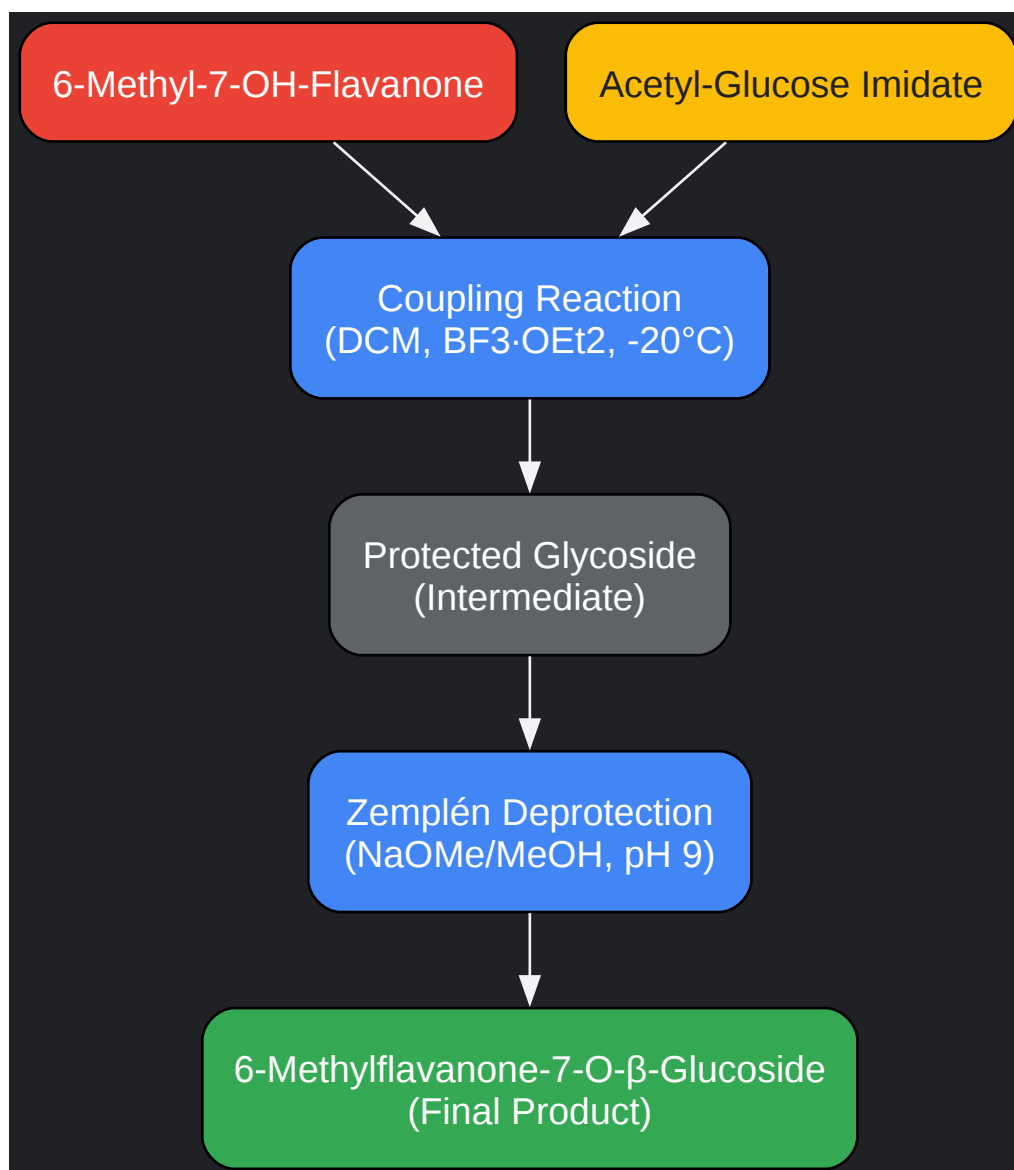 6-Methyl-7-OH-Flavanone
Acetyl-Glucose Imidate
Coupling Reaction
(DCM, BF3·OEt2, -20°C)
Protected Glycoside
(Intermediate)
Zemplén Deprotection
(NaOMe/MeOH, pH 9)
6-Methylflavanone-7-O-β-Glucoside
(Final Product)